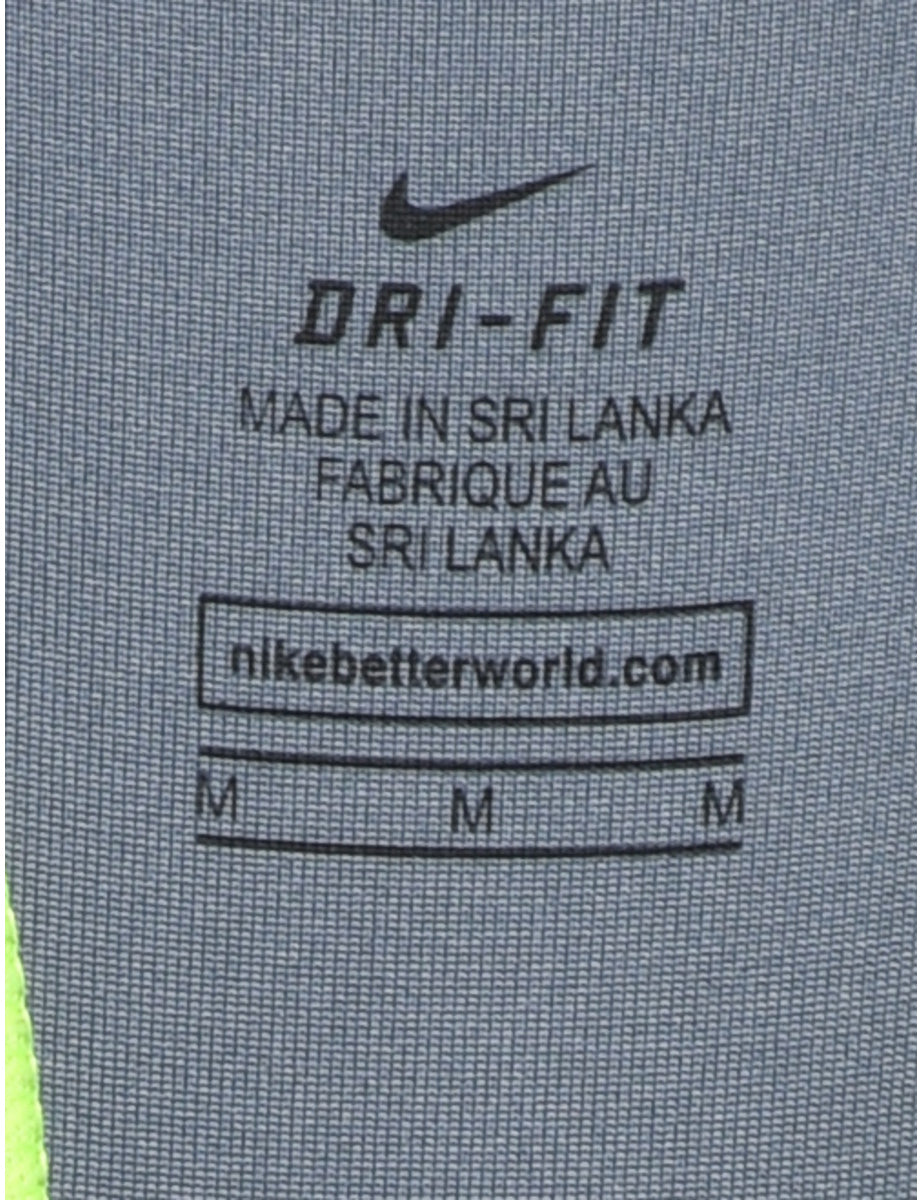 DRI-FIT
MADE IN SRI LANKA
FABRIQUE AU
SRI LANKA
nikebetterworld.com
M M M